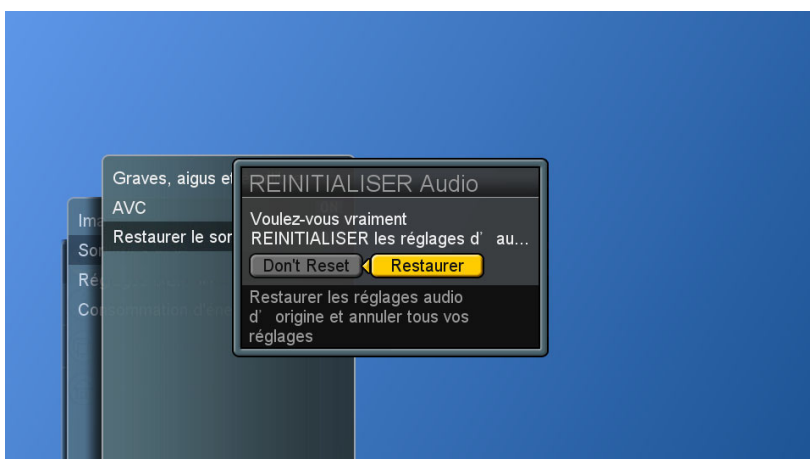 Graves, aigus et
AVC
Restaurer le son
REINITIALISER Audio
Voulez-vous vraiment
REINITIALISER les réglages d’ au...
Don't Reset
Restaurer
Restaurer les réglages audio
d’ origine et annuler tous vos
réglages